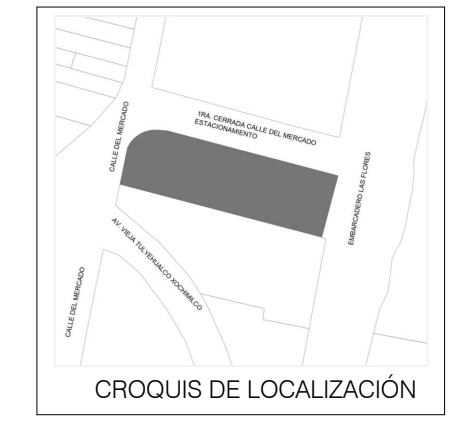 1RA. CERRADA CALLE DEL MERCADO
ESTACIONAMIENTO
CALLE DEL MERCADO
EMBARCADERO LAS FLORES
AV. VIEJA TULYEHUALCO XOCHIMILCO
CALLE DEL MERCADO
CROQUIS DE LOCALIZACIÓN